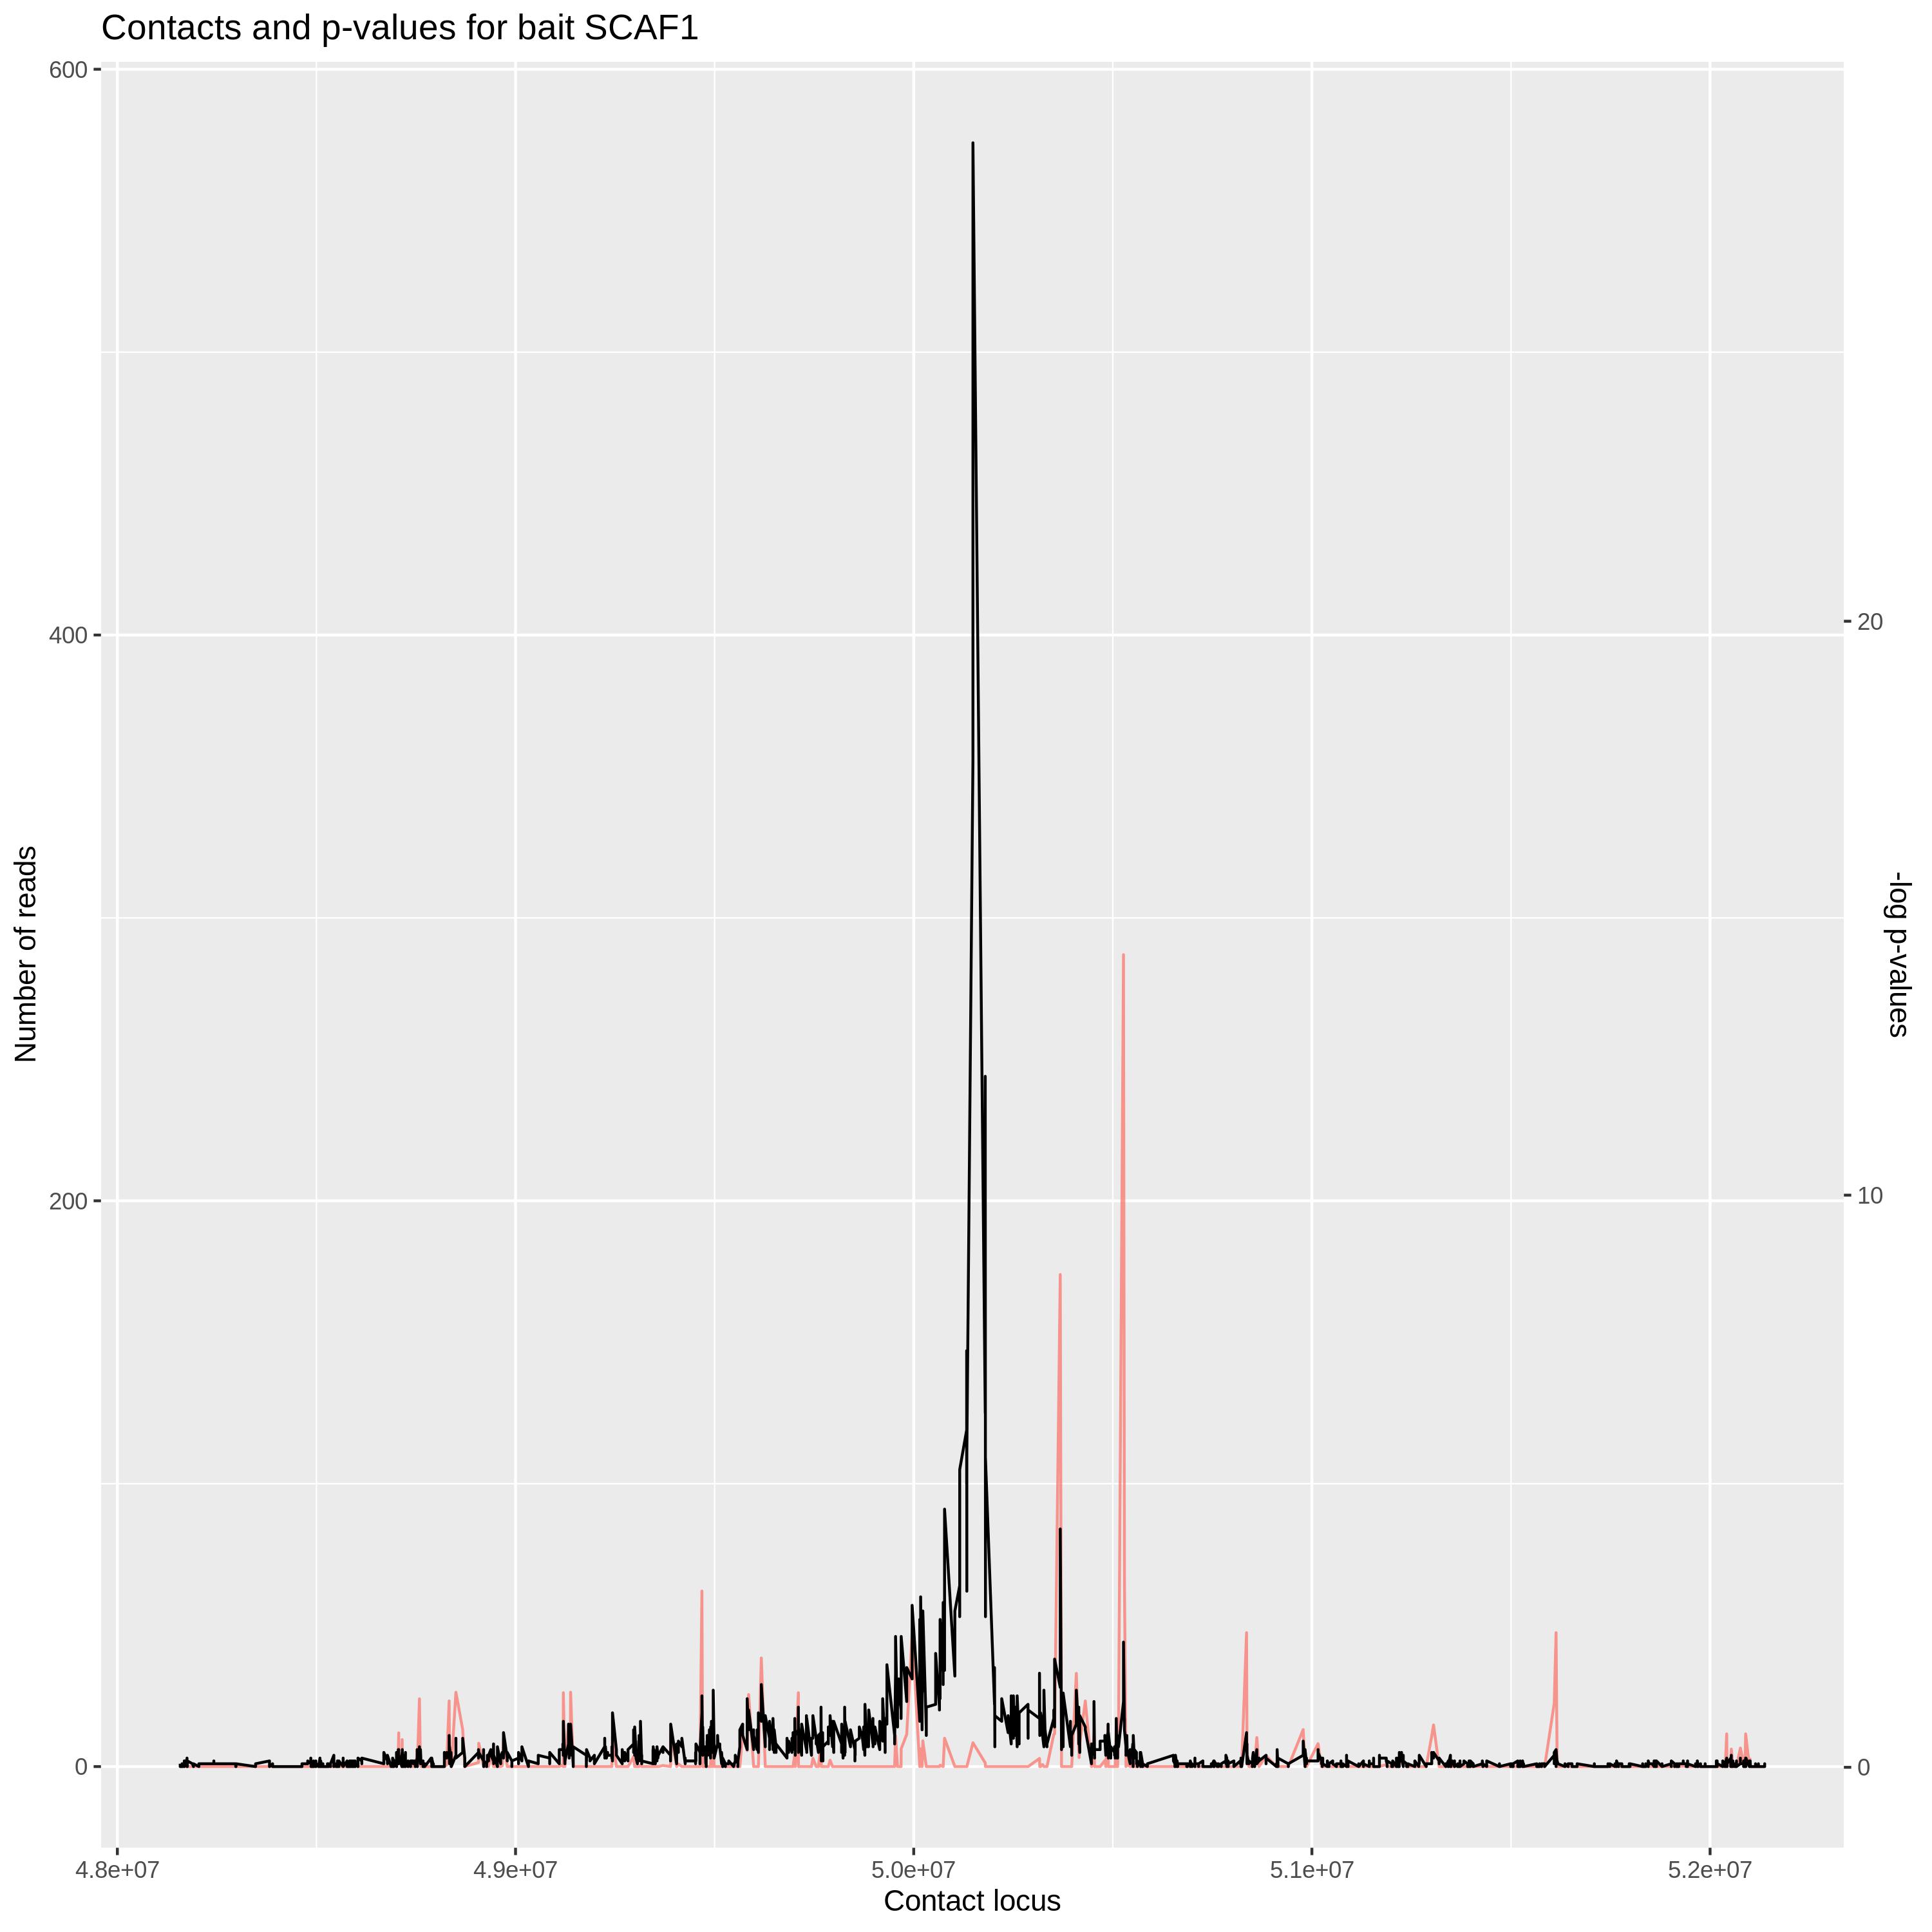 Contacts and p-values for bait SCAF1
600
400
200
0
Number of reads
20
10
0
-log p-values
4.8e+07
4.9e+07
5.0e+07
5.1e+07
5.2e+07
Contact locus